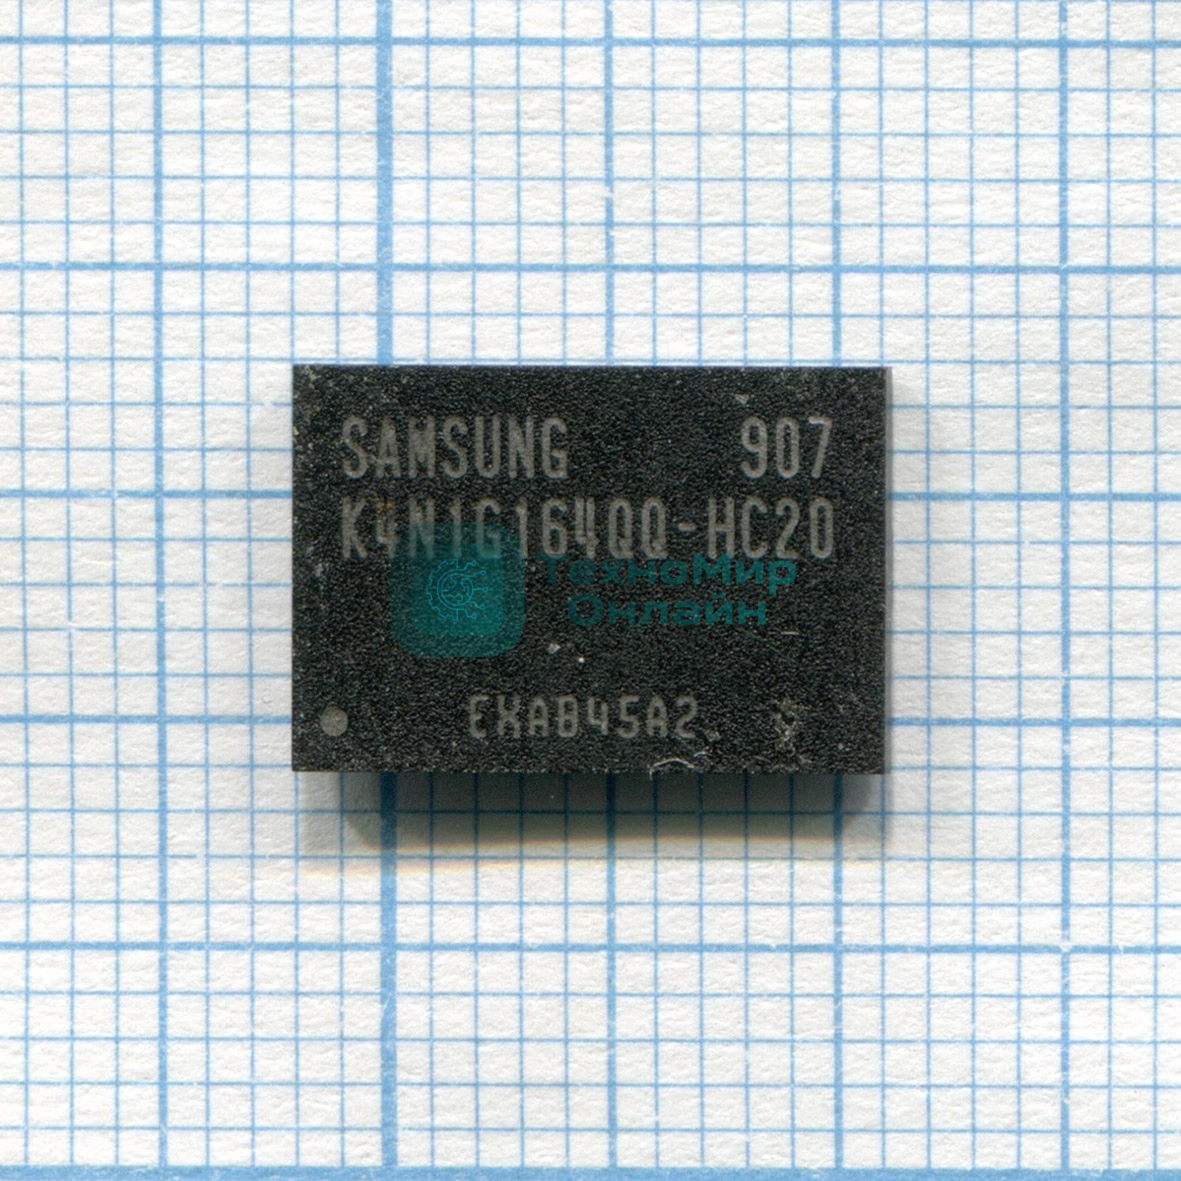 SAMSUNG 907
K4N1G164QQ-HC20
ТехноМир
Онлайн
EXAB45A2